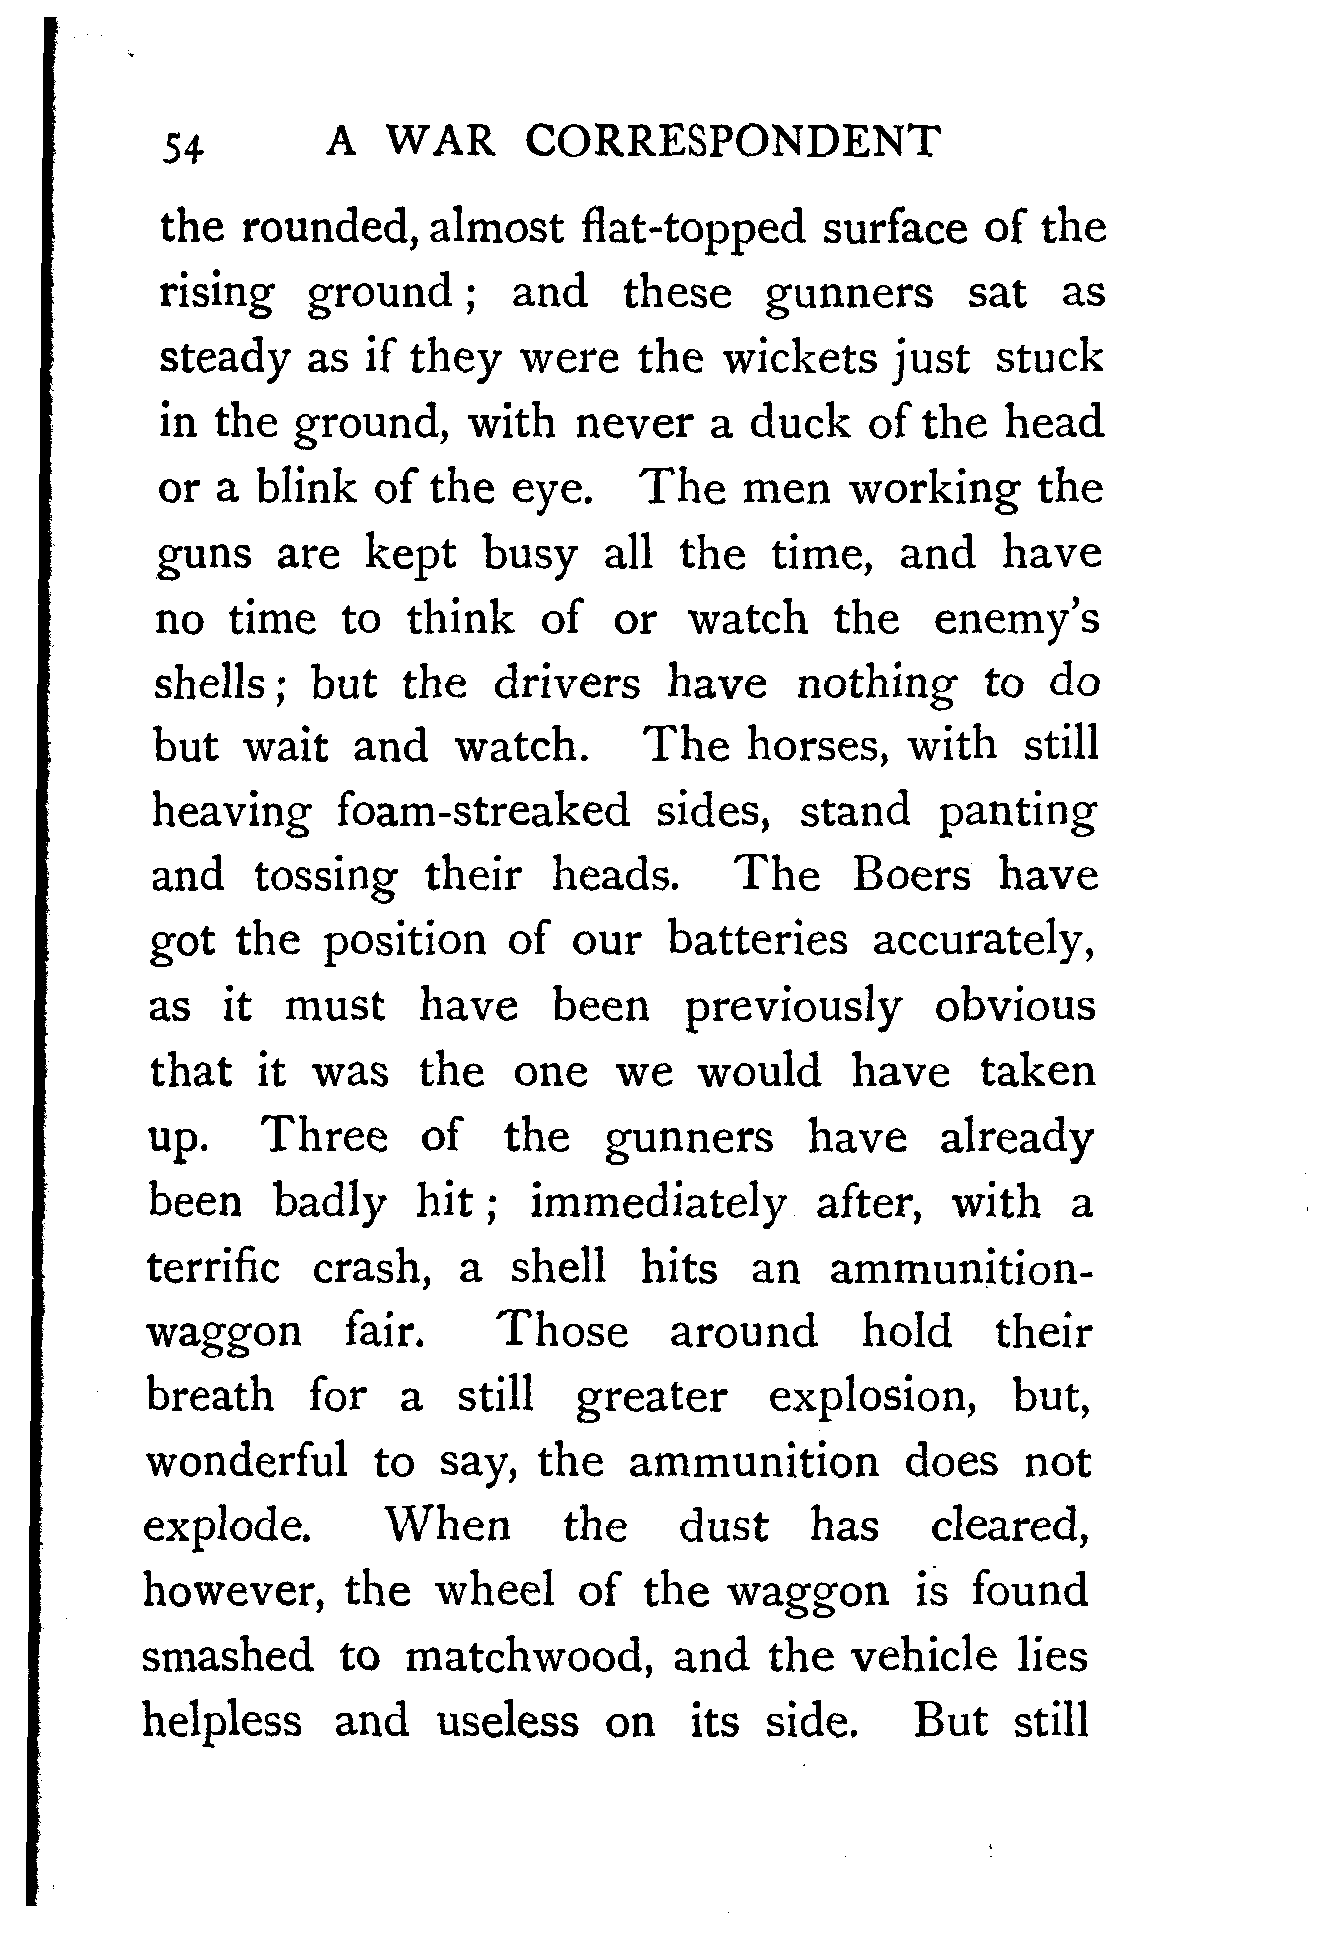 54 A WAR CORRESPONDENT
the rounded, almost flat-topped surface of the
rising ground ; and these gunners sat as
steady as if they were the wickets just stuck
in the ground, with never a duck of the head
or a blink of the eye. The men working the
guns are kept busy all the time, and have
no time to think of or watch the enemy's
shells ; but the drivers have nothing to do
but wait and watch. The horses, with still
heaving foam-streaked sides, stand panting
and tossing their heads. The Boers have
got the position of our batteries accurately,
as it must have been previously obvious
that it was the one we would have taken
up. Three of the gunners have already
been badly hit ; immediately after, with a
terrific crash, a shell hits an ammunition-
waggon fair. Those around hold their
breath for a still greater explosion, but,
wonderful to say, the ammunition does not
explode. When the dust has cleared,
however, the wheel of the waggon is found
smashed to matchwood, and the vehicle lies
helpless and useless on its side. But still